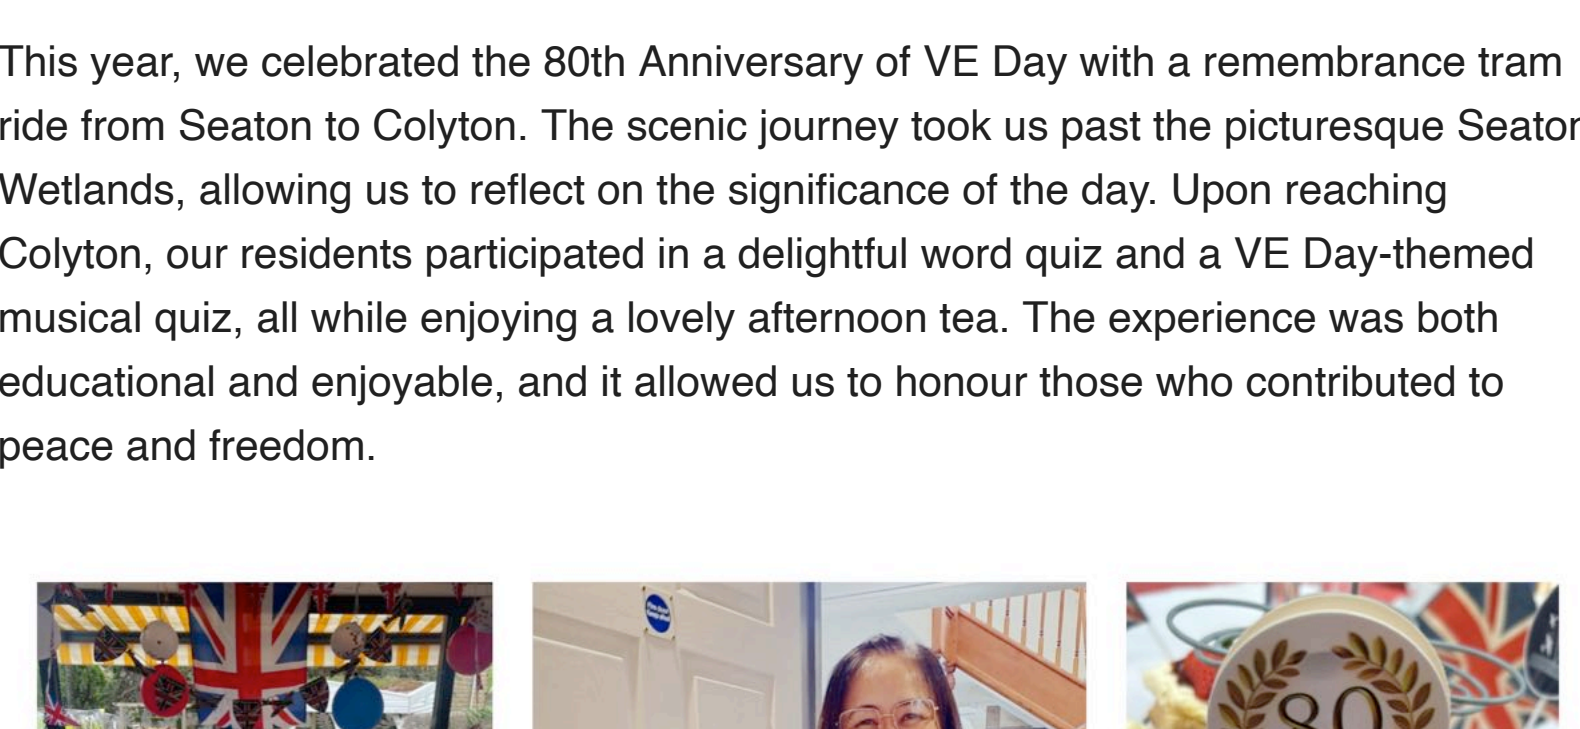 This year, we celebrated the 80th Anniversary of VE Day with a remembrance tram
ride from Seaton to Colyton. The scenic journey took us past the picturesque Seaton
Wetlands, allowing us to reflect on the significance of the day. Upon reaching
Colyton, our residents participated in a delightful word quiz and a VE Day-themed
musical quiz, all while enjoying a lovely afternoon tea. The experience was both
educational and enjoyable, and it allowed us to honour those who contributed to
peace and freedom.
80